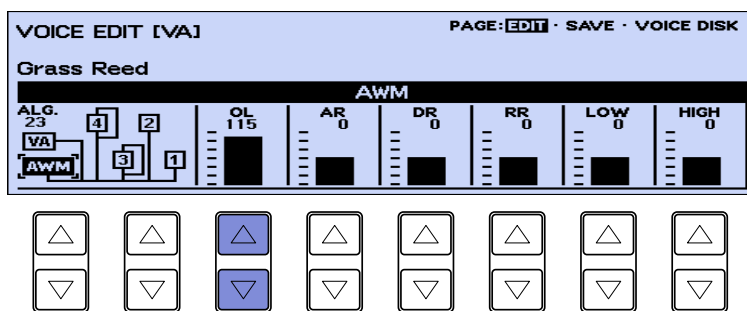 VOICE EDIT [VA] PAGE: EDIT · SAVE · VOICE DISK
Grass Reed
AWM
ALG. OL AR DR RR LOW HIGH
23 115 0 0 0 0 0
4 2
VA
AWM 3 1